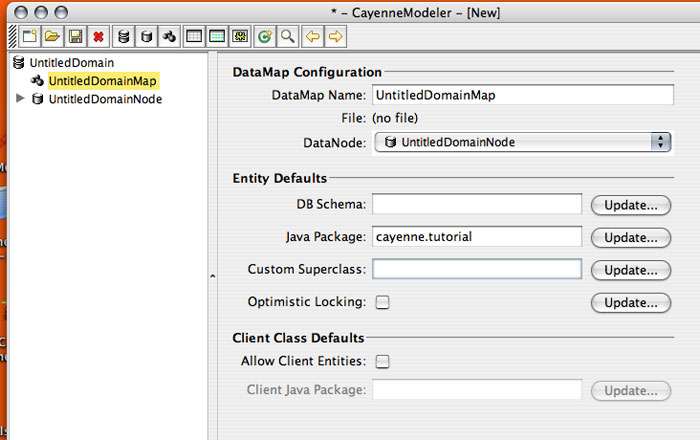 * – CayenneModeler – [New]
UntitledDomain
UntitledDomainMap
UntitledDomainNode
DataMap Configuration
DataMap Name: UntitledDomainMap
File: (no file)
DataNode: UntitledDomainNode
Entity Defaults
DB Schema: Update...
Java Package: cayenne.tutorial Update...
Custom Superclass: Update...
Optimistic Locking: Update...
Client Class Defaults
Allow Client Entities:
Client Java Package: Update...